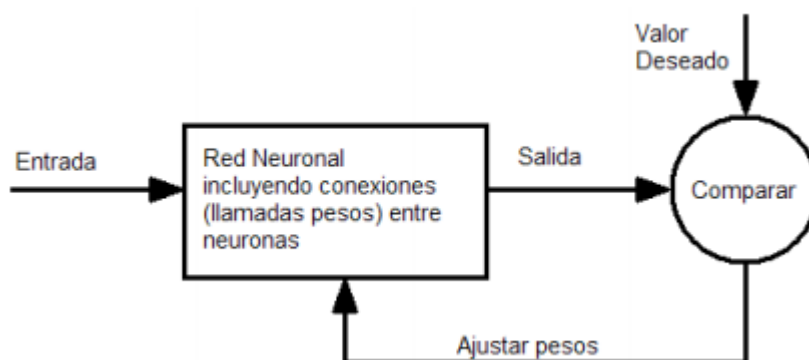 Valor
Deseado
Entrada
Red Neuronal
incluyendo conexiones
(llamadas pesos) entre
neuronas
Salida
Comparar
Ajustar pesos